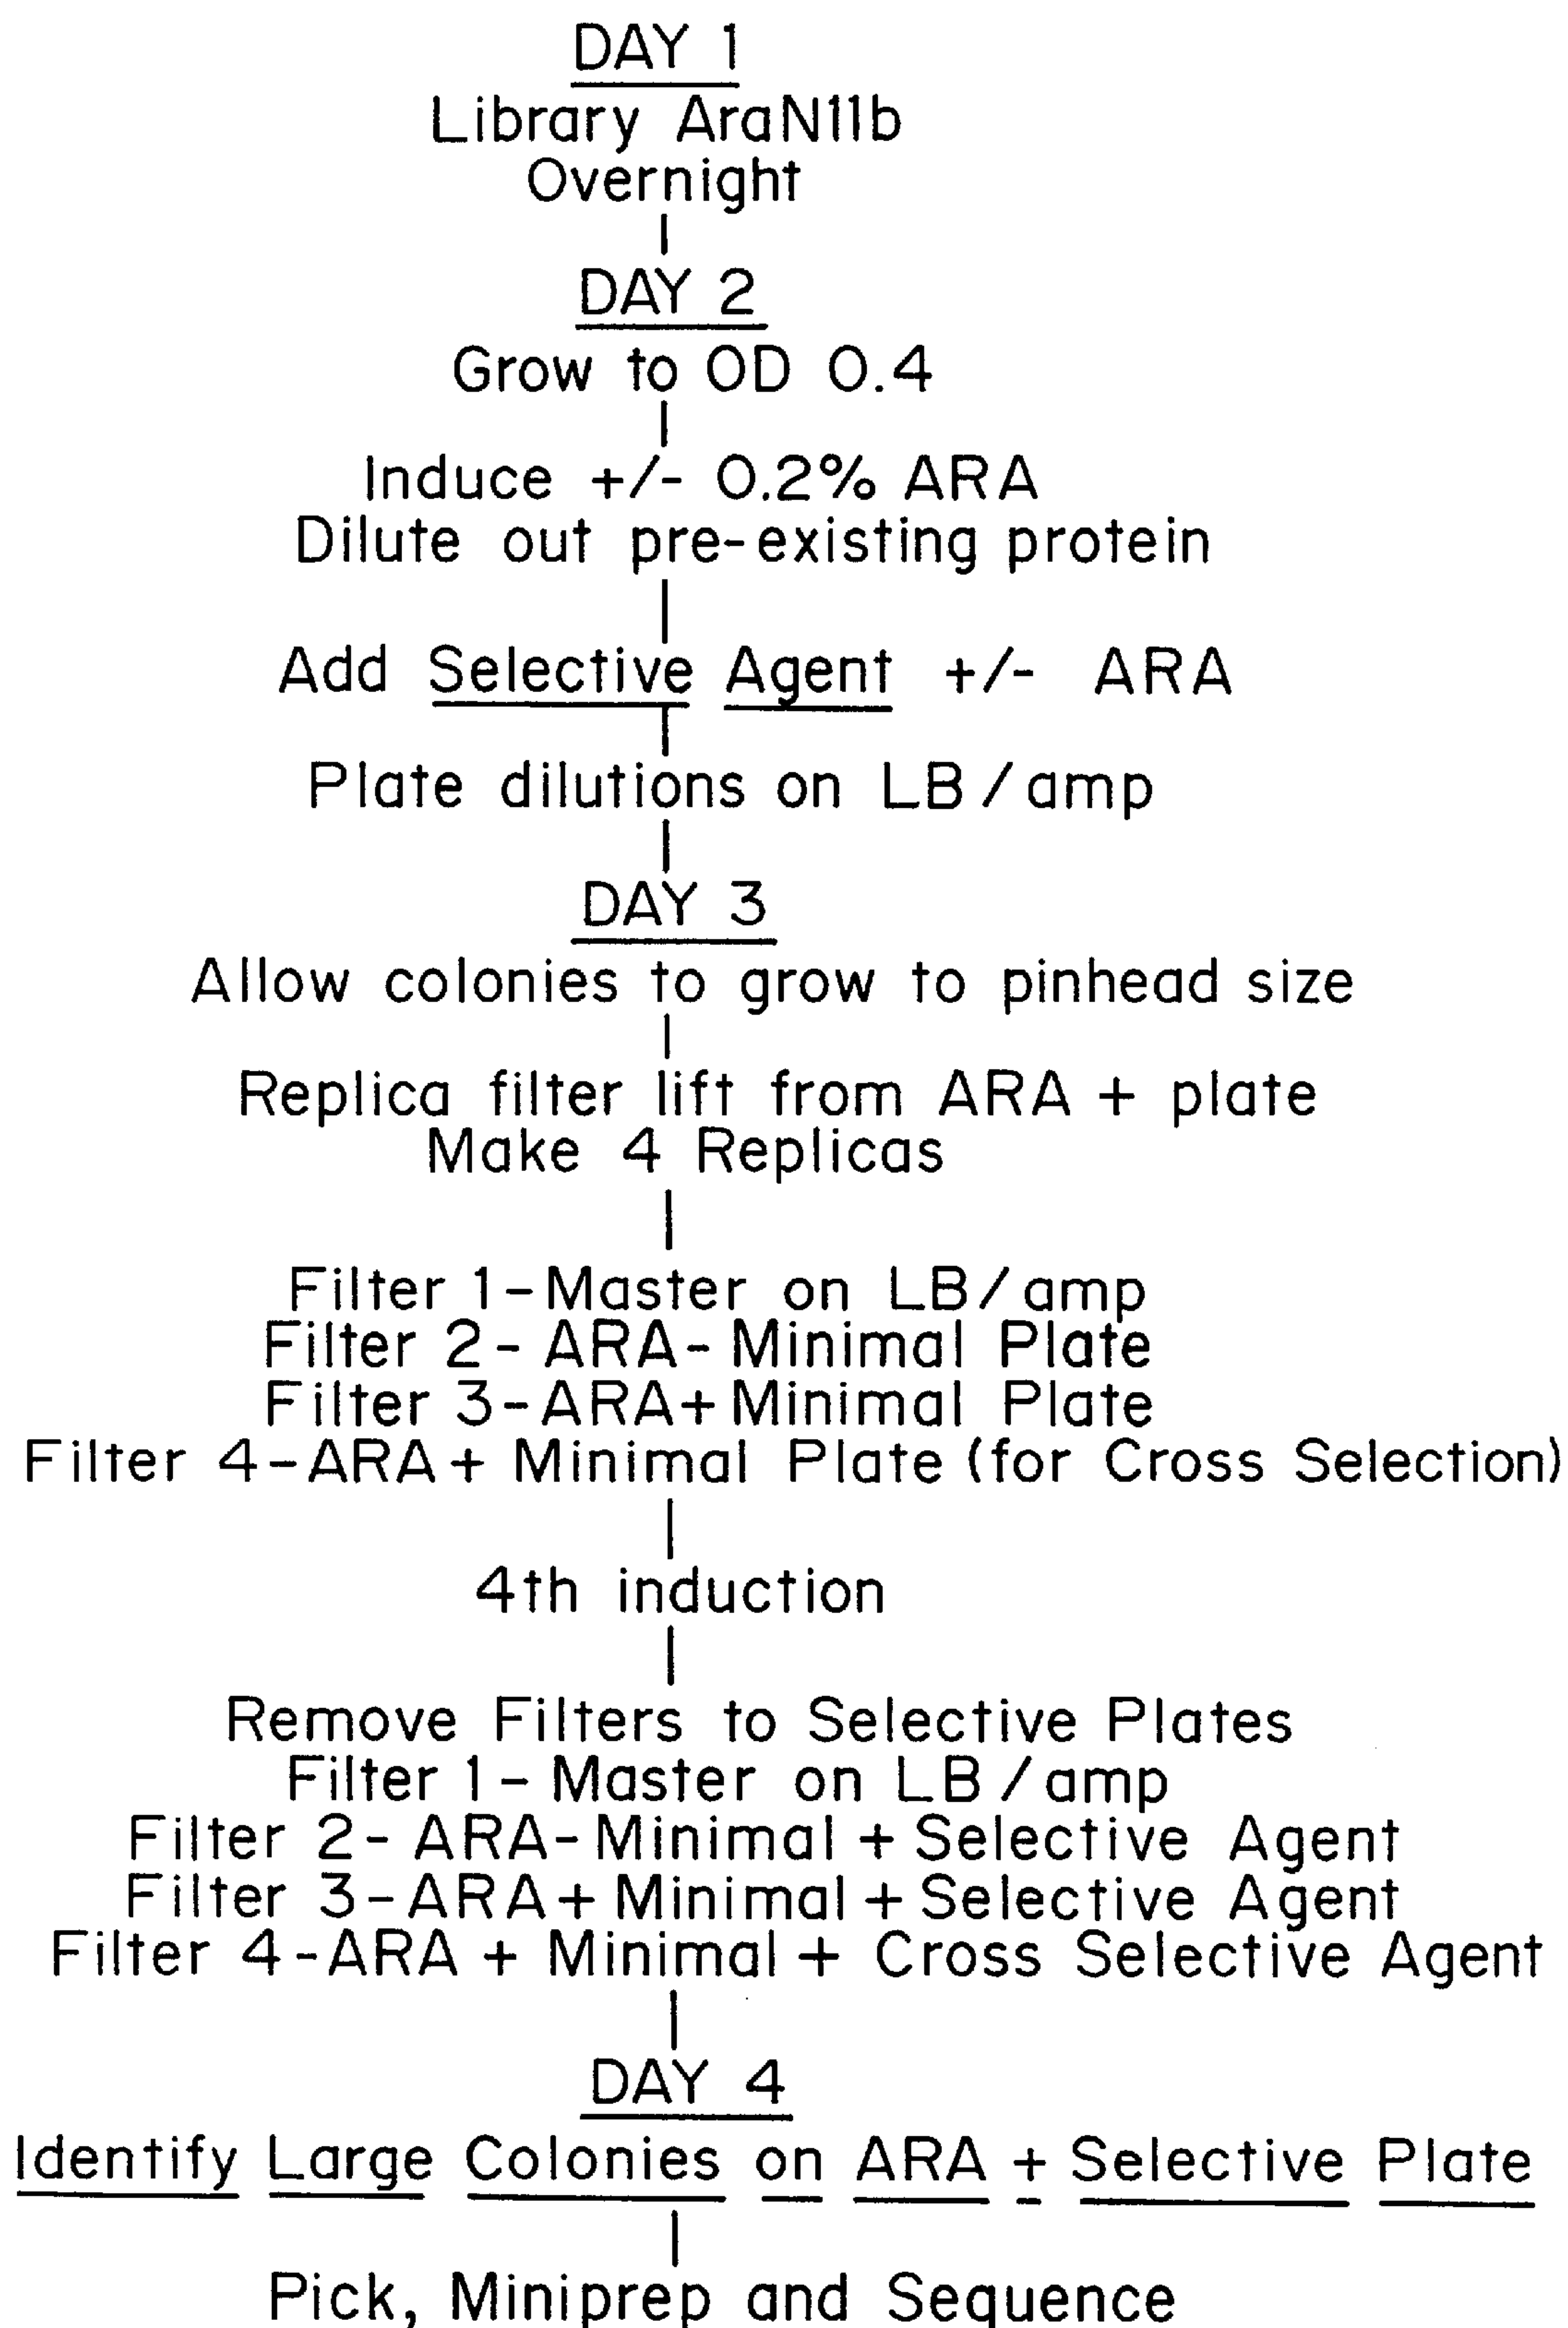 DAY 1
Library AraN11b
Overnight
DAY 2
Grow to OD 0.4
Induce +/- 0.2% ARA
Dilute out pre-existing protein
Add Selective Agent +/- ARA
Plate dilutions on LB/amp
DAY 3
Allow colonies to grow to pinhead size
Replica filter lift from ARA + plate
Make 4 Replicas
Filter 1-Master on LB/amp
Filter 2- ARA- Minimal Plate
Filter 3-ARA+Minimal Plate
Filter 4-ARA+ Minimal Plate (for Cross Selection)
4th induction
Remove Filters to Selective Plates
Filter 1- Master on LB/amp
Filter 2- ARA-Minimal + Selective Agent
Filter 3-ARA+Minimal+Selective Agent
Filter 4-ARA + Minimal + Cross Selective Agent
DAY 4
Identify Large Colonies on ARA + Selective Plate
Pick, Miniprep and Sequence